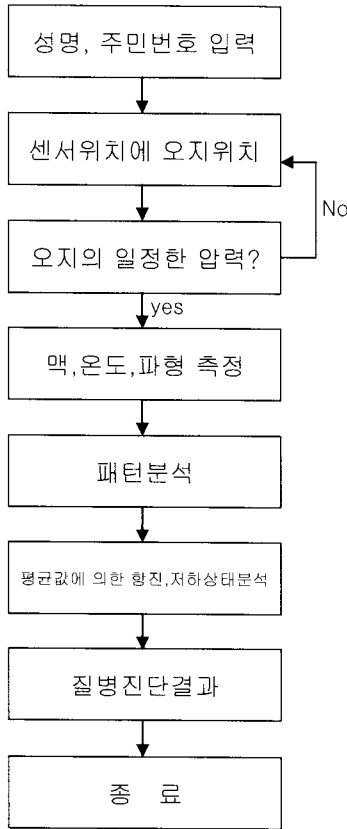 성명, 주민번호 입력
센서위치에 오지위치
No
오지의 일정한 압력?
yes
맥,온도,파형 측정
패턴분석
평균값에 의한 항진,저하상태분석
질병진단결과
종 료